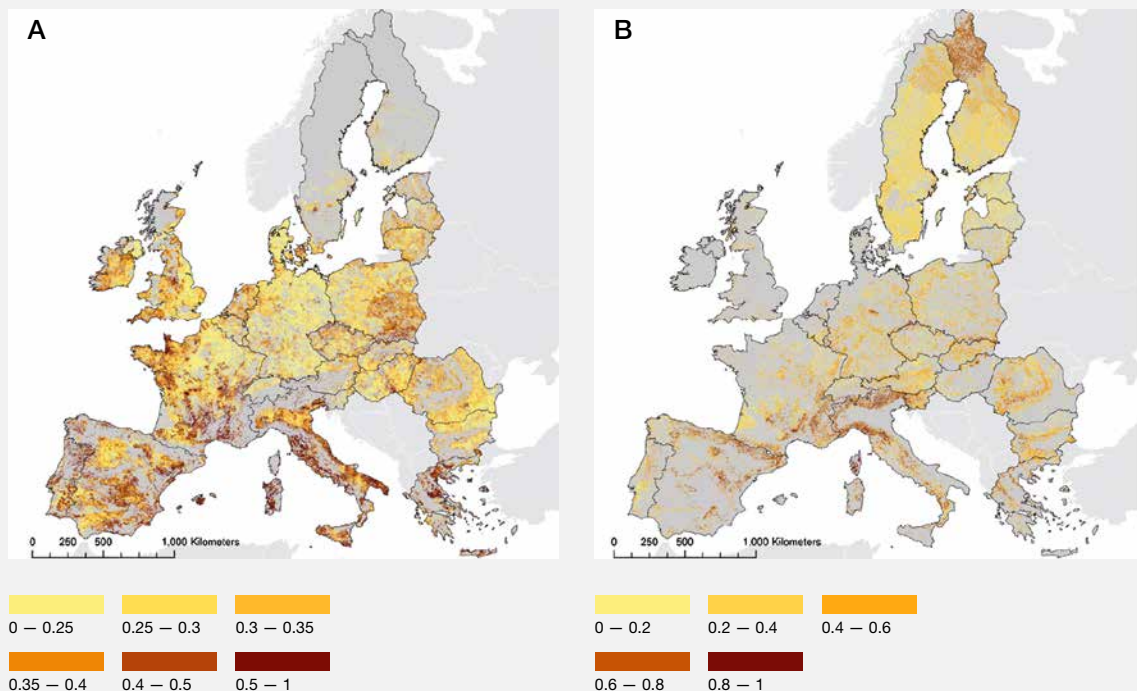 A
B
0 250 500 1,000 Kilometers
0 250 500 1.000 Kilometers
0 — 0.25
0.25 — 0.3
0.3 — 0.35
0.35 — 0.4
0.4 — 0.5
0.5 — 1
0 — 0.2
0.2 — 0.4
0.4 — 0.6
0.6 — 0.8
0.8 — 1